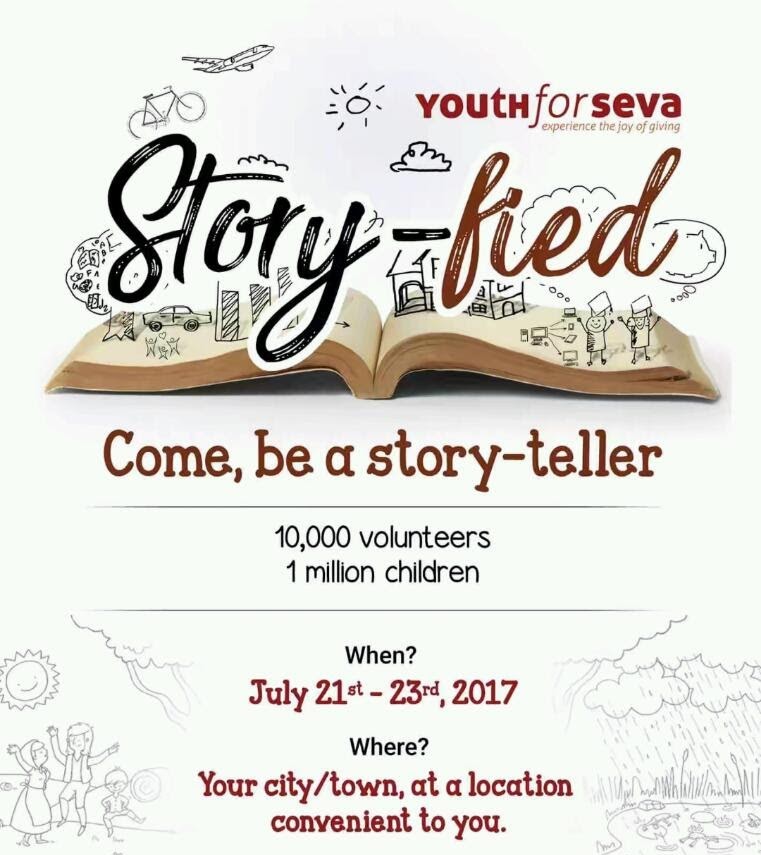 YOUTHforseva
experience the joy of giving
Story-fied
Come, be a story-teller
10,000 volunteers
1 million children
When?
July 21st - 23rd, 2017
Where?
Your city/town, at a location
convenient to you.